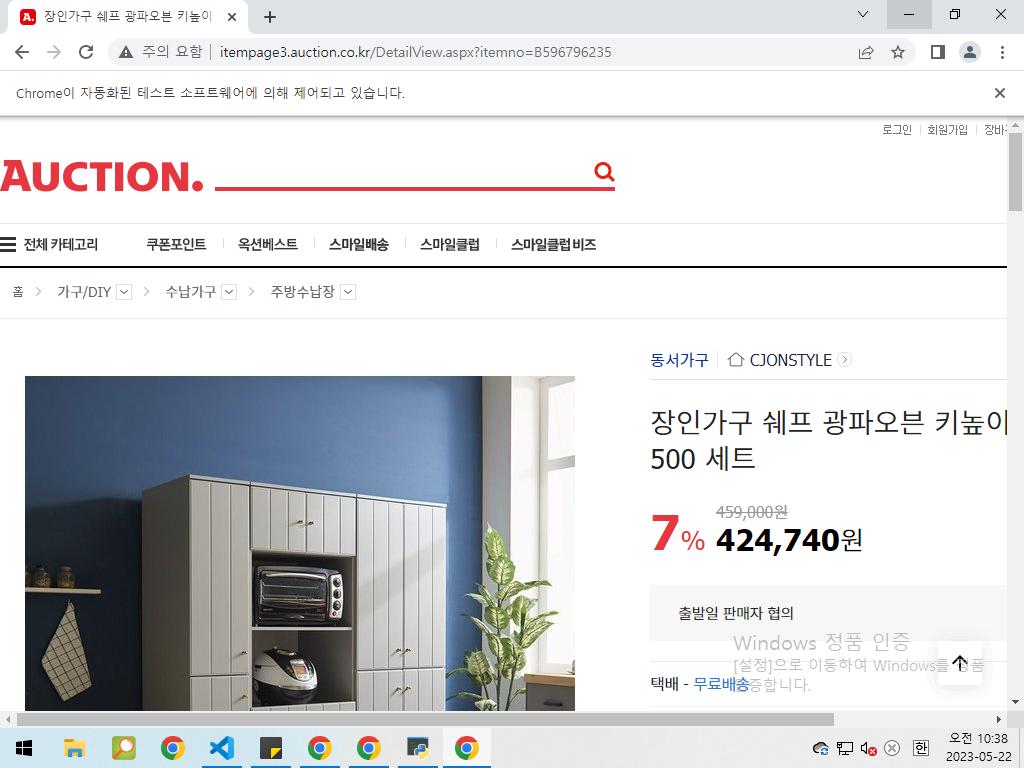 장인가구 쉐프 광파오븐 키높이
주의 요함
itempage3.auction.co.kr/DetailView.aspx?itemno=B596796235
Chrome이 자동화된 테스트 소프트웨어에 의해 제어되고 있습니다.
로그인 회원가입 장바
AUCTION.
전체 카테고리 쿠폰포인트 옥션베스트 스마일배송 스마일클럽 스마일클럽 비즈
홈 가구/DIY 수납가구 주방수납장
동서가구 CJONSTYLE
장인가구 쉐프 광파오븐 키높이
500 세트
459,000원
7% 424,740원
출발일 판매자 협의
Windows 정품 인증
[설정]으로 이동하여 Windows를 정품
택배 - 무료배송
증합니다.
한
오전 10:38
2023-05-22